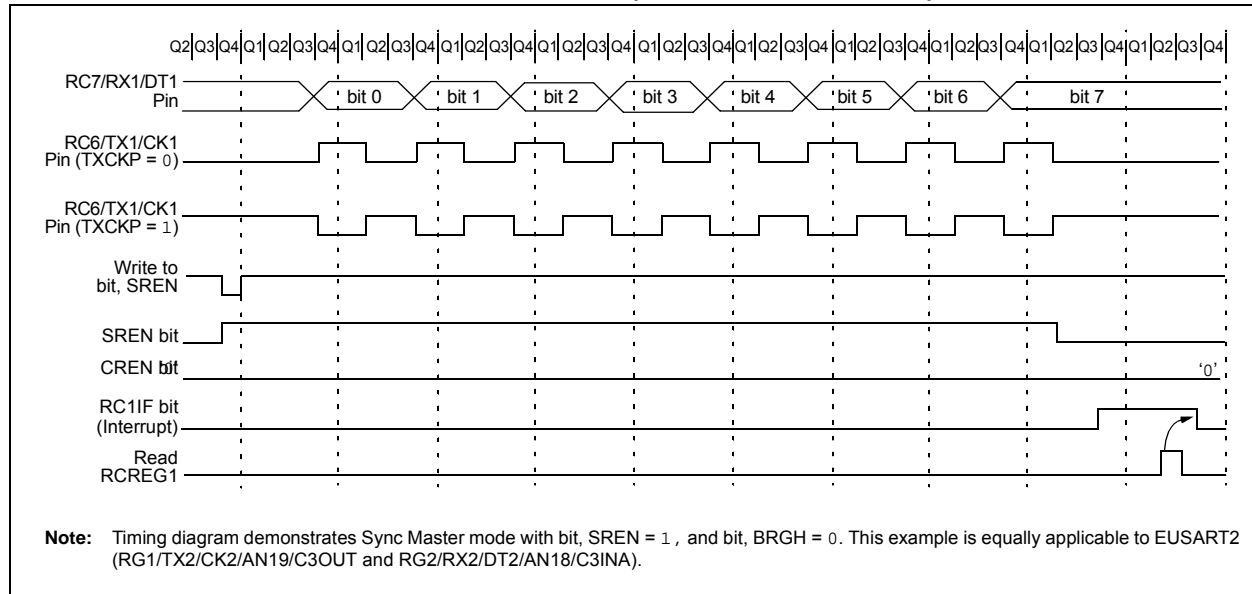 Q2 Q3 Q4 Q1 Q2 Q3 Q4 Q1 Q2 Q3 Q4 Q1 Q2 Q3 Q4 Q1 Q2 Q3 Q4 Q1 Q2 Q3 Q4 Q1 Q2 Q3 Q4 Q1 Q2 Q3 Q4 Q1 Q2 Q3 Q4 Q1 Q2 Q3 Q4 Q1 Q2 Q3 Q4
RC7/RX1/DT1
Pin
bit 0 bit 1 bit 2 bit 3 bit 4 bit 5 bit 6 bit 7
RC6/TX1/CK1
Pin (TXCKP = 0)
RC6/TX1/CK1
Pin (TXCKP = 1)
Write to
bit, SREN
SREN bit
CREN bit
‘0’
RC1IF bit
(Interrupt)
Read
RCREG1
Note: Timing diagram demonstrates Sync Master mode with bit, SREN = 1, and bit, BRGH = 0. This example is equally applicable to EUSART2
(RG1/TX2/CK2/AN19/C3OUT and RG2/RX2/DT2/AN18/C3INA).